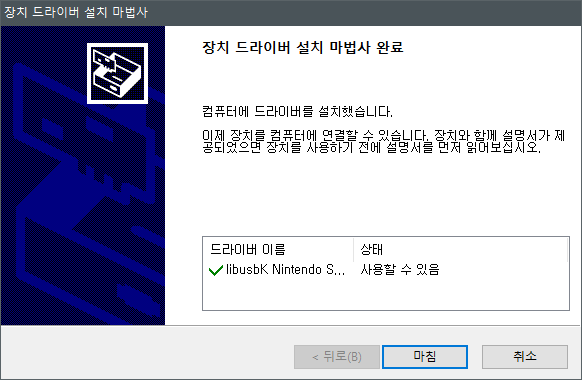 장치 드라이버 설치 마법사
장치 드라이버 설치 마법사 완료
컴퓨터에 드라이버를 설치했습니다.
이제 장치를 컴퓨터에 연결할 수 있습니다. 장치와 함께 설명서가 제
공되었으면 장치를 사용하기 전에 설명서를 먼저 읽어보십시오.
드라이버 이름 상태
libusbK Nintendo S... 사용할 수 있음
< 뒤로(B) 마침 취소